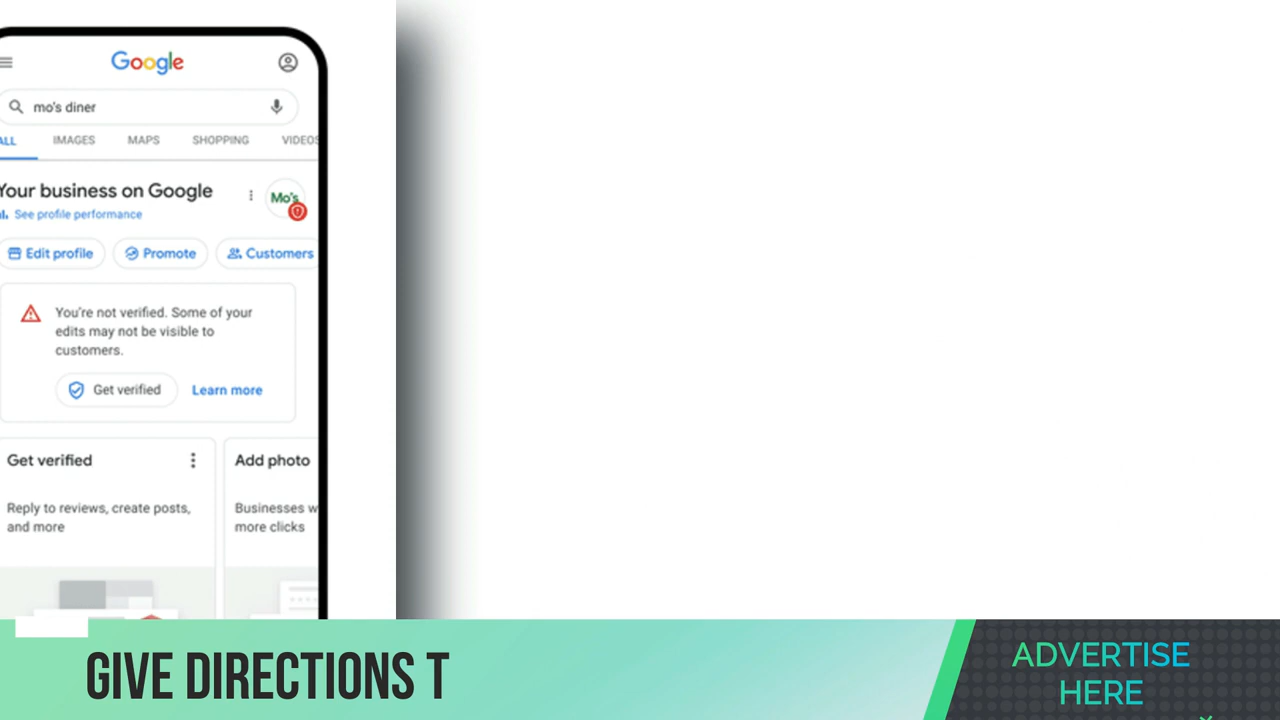 Google
mo's diner
ALL IMAGES MAPS SHOPPING VIDEOS
Your business on Google
Mo's
See profile performance
Edit profile Promote Customers
You're not verified. Some of your
edits may not be visible to
customers.
Get verified Learn more
Get verified Add photo
Reply to reviews, create posts, Businesses w
and more more clicks
GIVE DIRECTIONS T
ADVERTISE
HERE